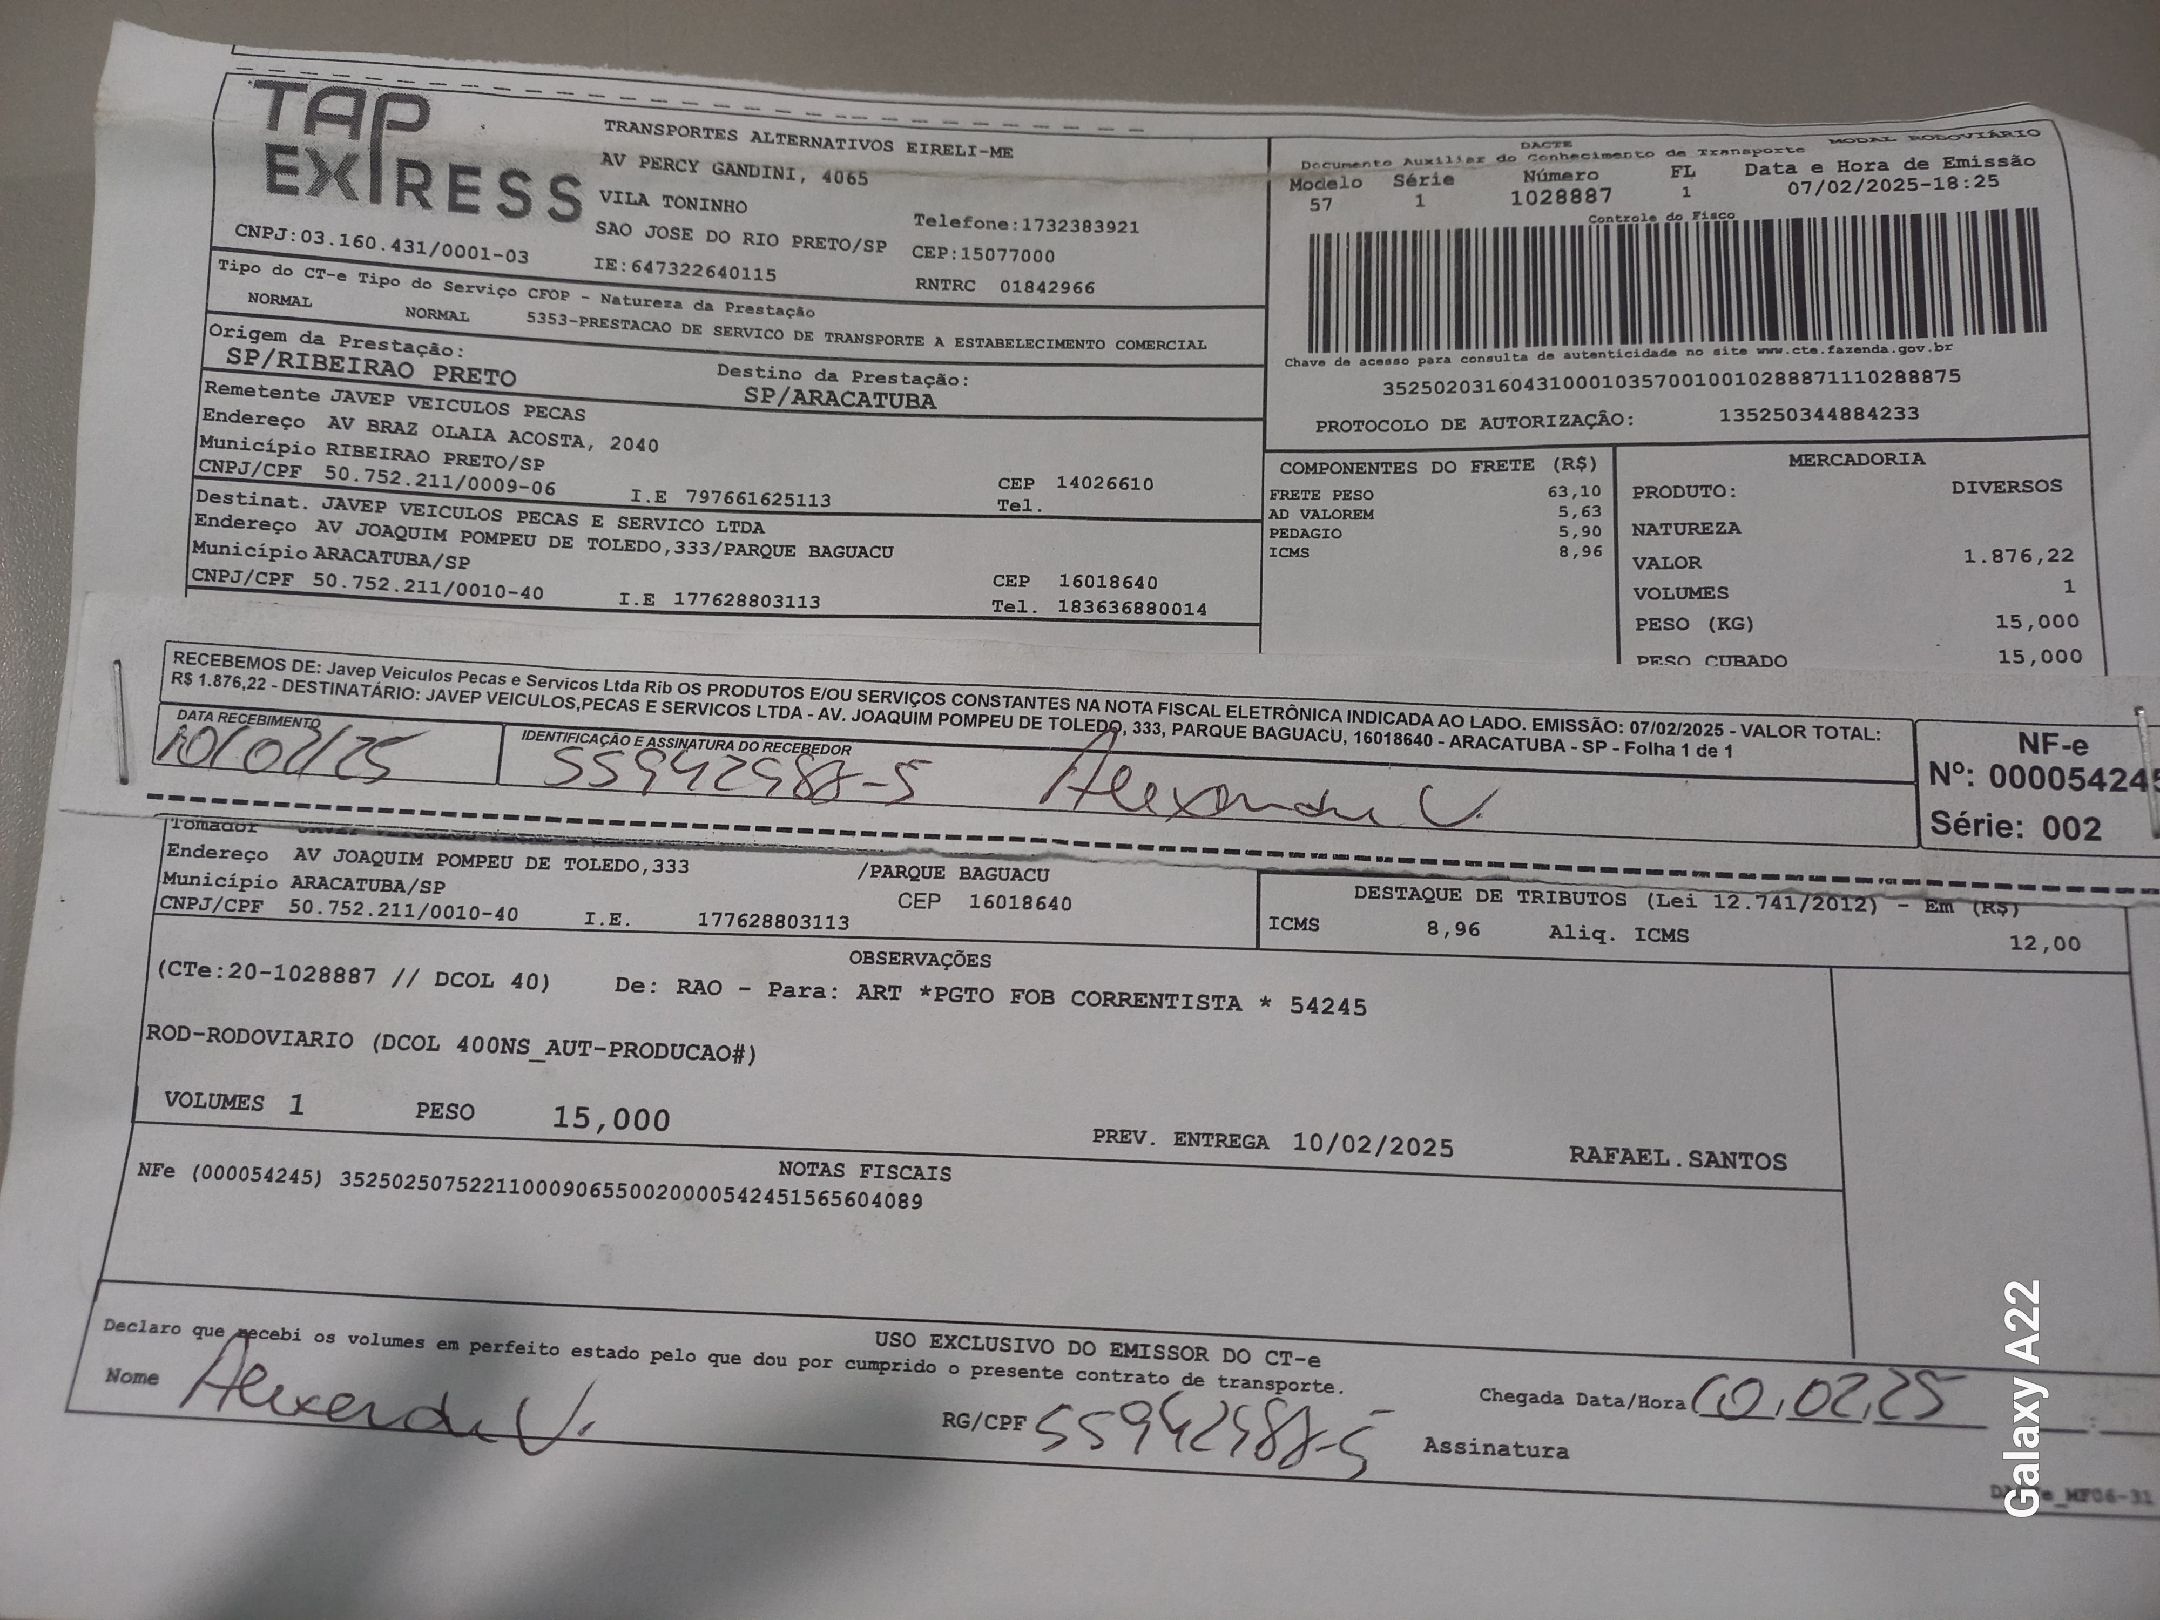 TAP EXPRESS
TRANSPORTES ALTERNATIVOS EIRELI-ME
AV PERCY GANDINI, 4065
VILA TONINHO
SAO JOSE DO RIO PRETO/SP
IE:647322640115
Telefone:1732383921
CEP:15077000
RNTRC 01842966
CNPJ:03.160.431/0001-03
DACTE MODAL RODOVIÁRIO
Documento Auxiliar do Conhecimento de Transporte
Modelo Série Número FL Data e Hora de Emissão
57 1 1028887 1 07/02/2025-18:25
Controle do Fisco
Chave de acesso para consulta de autenticidade no site www.cte.fazenda.gov.br
35250203160431000103570010010288871110288875
PROTOCOLO DE AUTORIZAÇÃO: 135250344884233
Tipo do CT-e Tipo do Serviço CFOP - Natureza da Prestação
NORMAL NORMAL 5353-PRESTACAO DE SERVICO DE TRANSPORTE A ESTABELECIMENTO COMERCIAL
Origem da Prestação: Destino da Prestação:
SP/RIBEIRAO PRETO SP/ARACATUBA
Remetente JAVEP VEICULOS PECAS
Endereço AV BRAZ OLAIA ACOSTA, 2040
Município RIBEIRAO PRETO/SP CEP 14026610
CNPJ/CPF 50.752.211/0009-06 I.E 797661625113 Tel.
Destinat. JAVEP VEICULOS PECAS E SERVICO LTDA
Endereço AV JOAQUIM POMPEU DE TOLEDO,333/PARQUE BAGUACU
Município ARACATUBA/SP CEP 16018640
CNPJ/CPF 50.752.211/0010-40 I.E 177628803113 Tel. 183636880014
COMPONENTES DO FRETE (R$)
FRETE PESO 63,10
AD VALOREM 5,63
PEDAGIO 5,90
ICMS 8,96
MERCADORIA
PRODUTO: DIVERSOS
NATUREZA
VALOR 1.876,22
VOLUMES 1
PESO (KG) 15,000
PESO CUBADO 15,000
RECEBEMOS DE: Javep Veiculos Pecas e Servicos Ltda Rib OS PRODUTOS E/OU SERVIÇOS CONSTANTES NA NOTA FISCAL ELETRÔNICA INDICADA AO LADO. EMISSÃO: 07/02/2025 - VALOR TOTAL:
R$ 1.876,22 - DESTINATÁRIO: JAVEP VEICULOS,PECAS E SERVICOS LTDA - AV. JOAQUIM POMPEU DE TOLEDO, 333, PARQUE BAGUACU, 16018640 - ARACATUBA - SP - Folha 1 de 1
DATA RECEBIMENTO IDENTIFICAÇÃO E ASSINATURA DO RECEBEDOR
10/02/25 Alexandre V.
NF-e
Nº: 000054245
Série: 002
Tomador
Endereço AV JOAQUIM POMPEU DE TOLEDO,333 /PARQUE BAGUACU
Município ARACATUBA/SP CEP 16018640
CNPJ/CPF 50.752.211/0010-40 I.E. 177628803113
DESTAQUE DE TRIBUTOS (Lei 12.741/2012) - Em (R$)
ICMS 8,96 Aliq. ICMS 12,00
OBSERVAÇÕES
(CTe:20-1028887 // DCOL 40) De: RAO - Para: ART *PGTO FOB CORRENTISTA * 54245
ROD-RODOVIARIO (DCOL 400NS_AUT-PRODUCAO#)
VOLUMES 1 PESO 15,000 PREV. ENTREGA 10/02/2025 RAFAEL.SANTOS
NOTAS FISCAIS
NFe (000054245) 35250250752211000906550020000542451565604089
USO EXCLUSIVO DO EMISSOR DO CT-e
Declaro que recebi os volumes em perfeito estado pelo que dou por cumprido o presente contrato de transporte.
Nome Alexandre V. RG/CPF Chegada Data/Hora 10,02,25
Assinatura
Galaxy A22